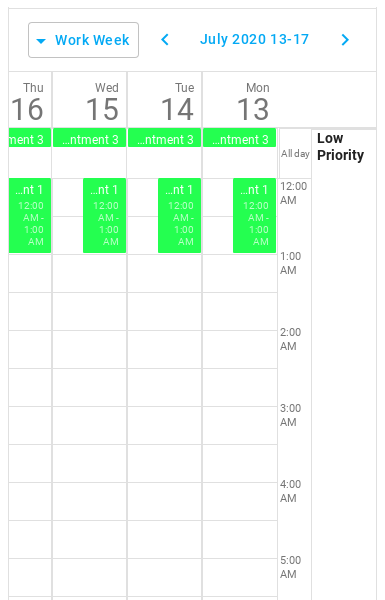 Work Week
July 2020 13-17
Thu Wed Tue Mon
16 15 14 13
...ntment 3 ...ntment 3 ...ntment 3
All day
Low
Priority
...nt 1 ...nt 1 ...nt 1 ...nt 1
12:00 12:00 12:00 12:00
AM - AM - AM - AM -
1:00 1:00 1:00 1:00
AM AM AM AM
12:00
AM
1:00
AM
2:00
AM
3:00
AM
4:00
AM
5:00
AM